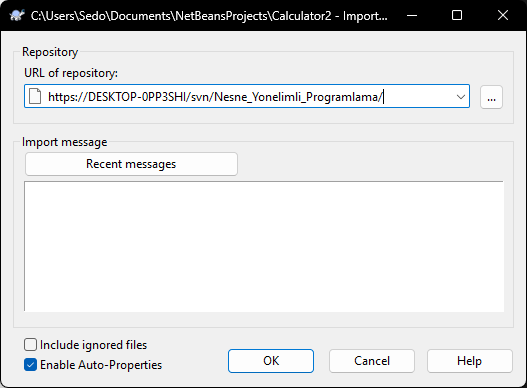 C:\Users\Sedo\Documents\NetBeansProjects\Calculator2 - Import...
Repository
URL of repository:
https://DESKTOP-0PP3SHI/svn/Nesne_Yonelimli_Programlama/
...
Import message
Recent messages
Include ignored files
Enable Auto-Properties
OK
Cancel
Help